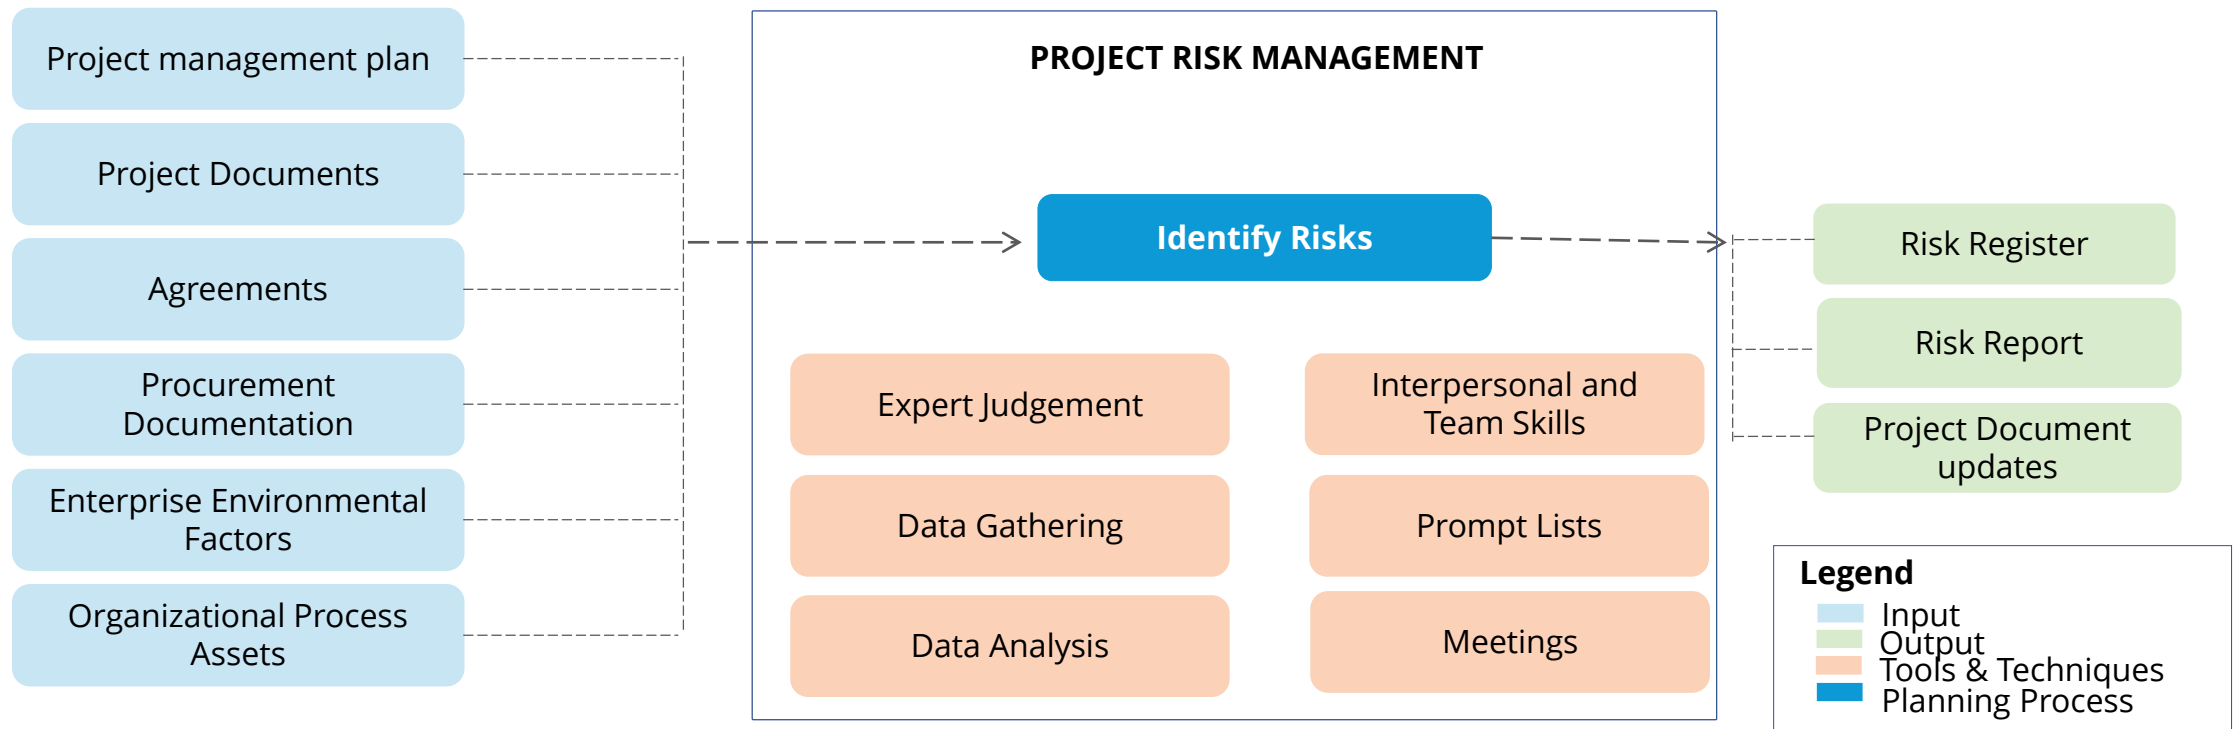 Project management plan
Project Documents
Agreements
Procurement
Documentation
Enterprise Environmental
Factors
Organizational Process
Assets
PROJECT RISK MANAGEMENT
Identify Risks
Expert Judgement
Interpersonal and
Team Skills
Data Gathering
Prompt Lists
Data Analysis
Meetings
Risk Register
Risk Report
Project Document
updates
Legend
Input
Output
Tools & Techniques
Planning Process